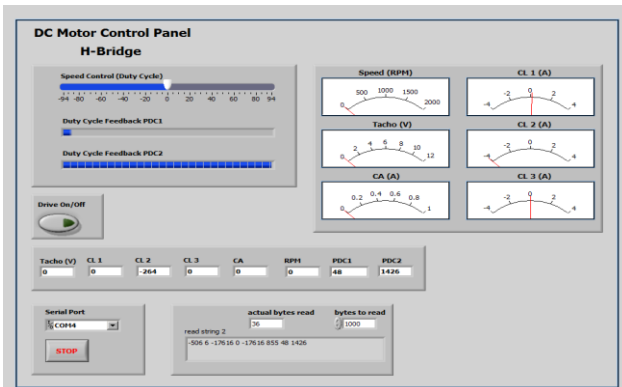 DC Motor Control Panel
H-Bridge
Speed Control (Duty Cycle)
-94 -80 -60 -40 -20 0 20 40 60 80 94
Duty Cycle Feedback PDC1
Duty Cycle Feedback PDC2
Speed (RPM)
0 500 1000 1500 2000
CL 1 (A)
-4 -2 0 2 4
Tacho (V)
0 2 4 6 8 10 12
CL 2 (A)
-4 -2 0 2 4
CA (A)
0 0.2 0.4 0.6 0.8 1
CL 3 (A)
-4 -2 0 2 4
Drive On/Off
Tacho (V) CL 1 CL 2 CL 3 CA RPM PDC1 PDC2
0 0 -264 0 0 0 48 1426
Serial Port
COM4
STOP
actual bytes read bytes to read
36 1000
read string 2
-506 6 -17616 0 -17616 855 48 1426